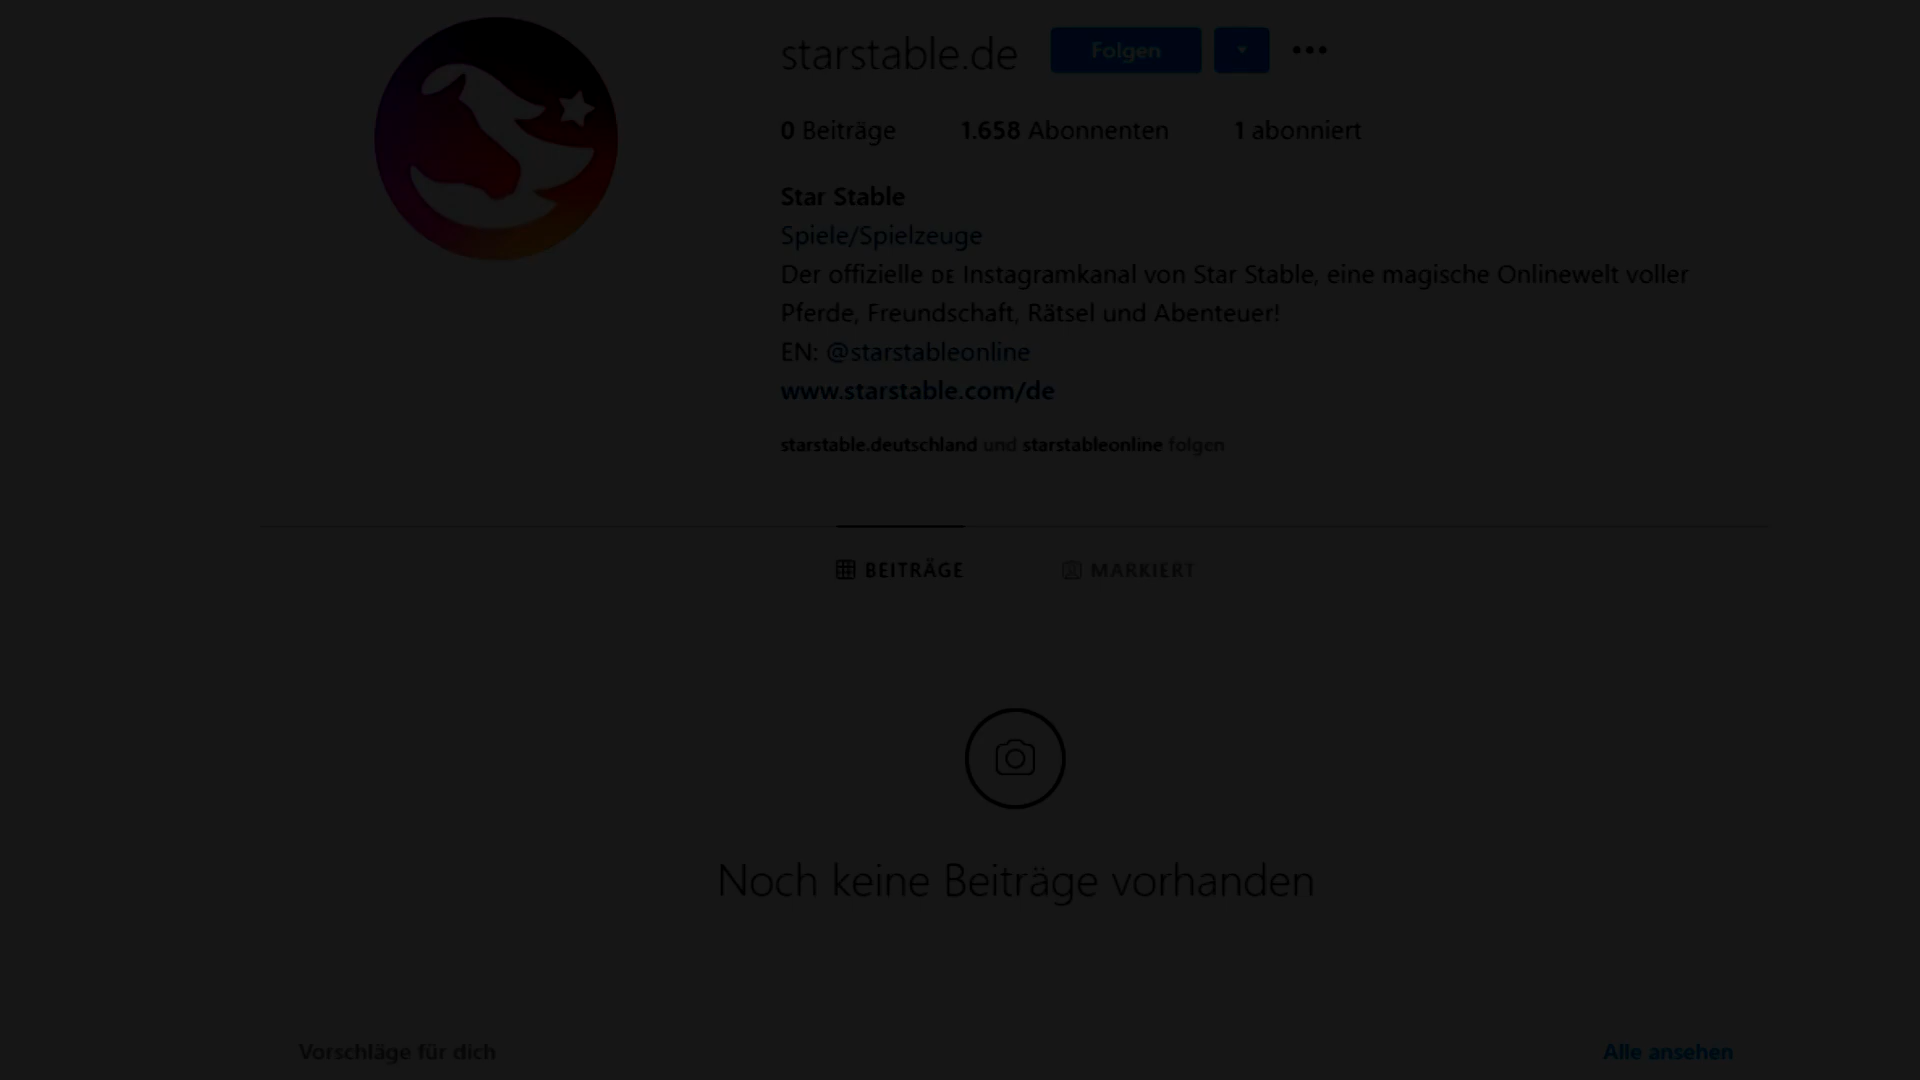 starstable.de Folgen
0 Beiträge 1.658 Abonnenten 1 abonniert
Star Stable
Spiele/Spielzeuge
Der offizielle DE Instagramkanal von Star Stable, eine magische Onlinewelt voller
Pferde, Freundschaft, Rätsel und Abenteuer!
EN: @starstableonline
www.starstable.com/de
starstable.deutschland und starstableonline folgen
BEITRÄGE MARKIERT
Noch keine Beiträge vorhanden
Vorschläge für dich Alle ansehen